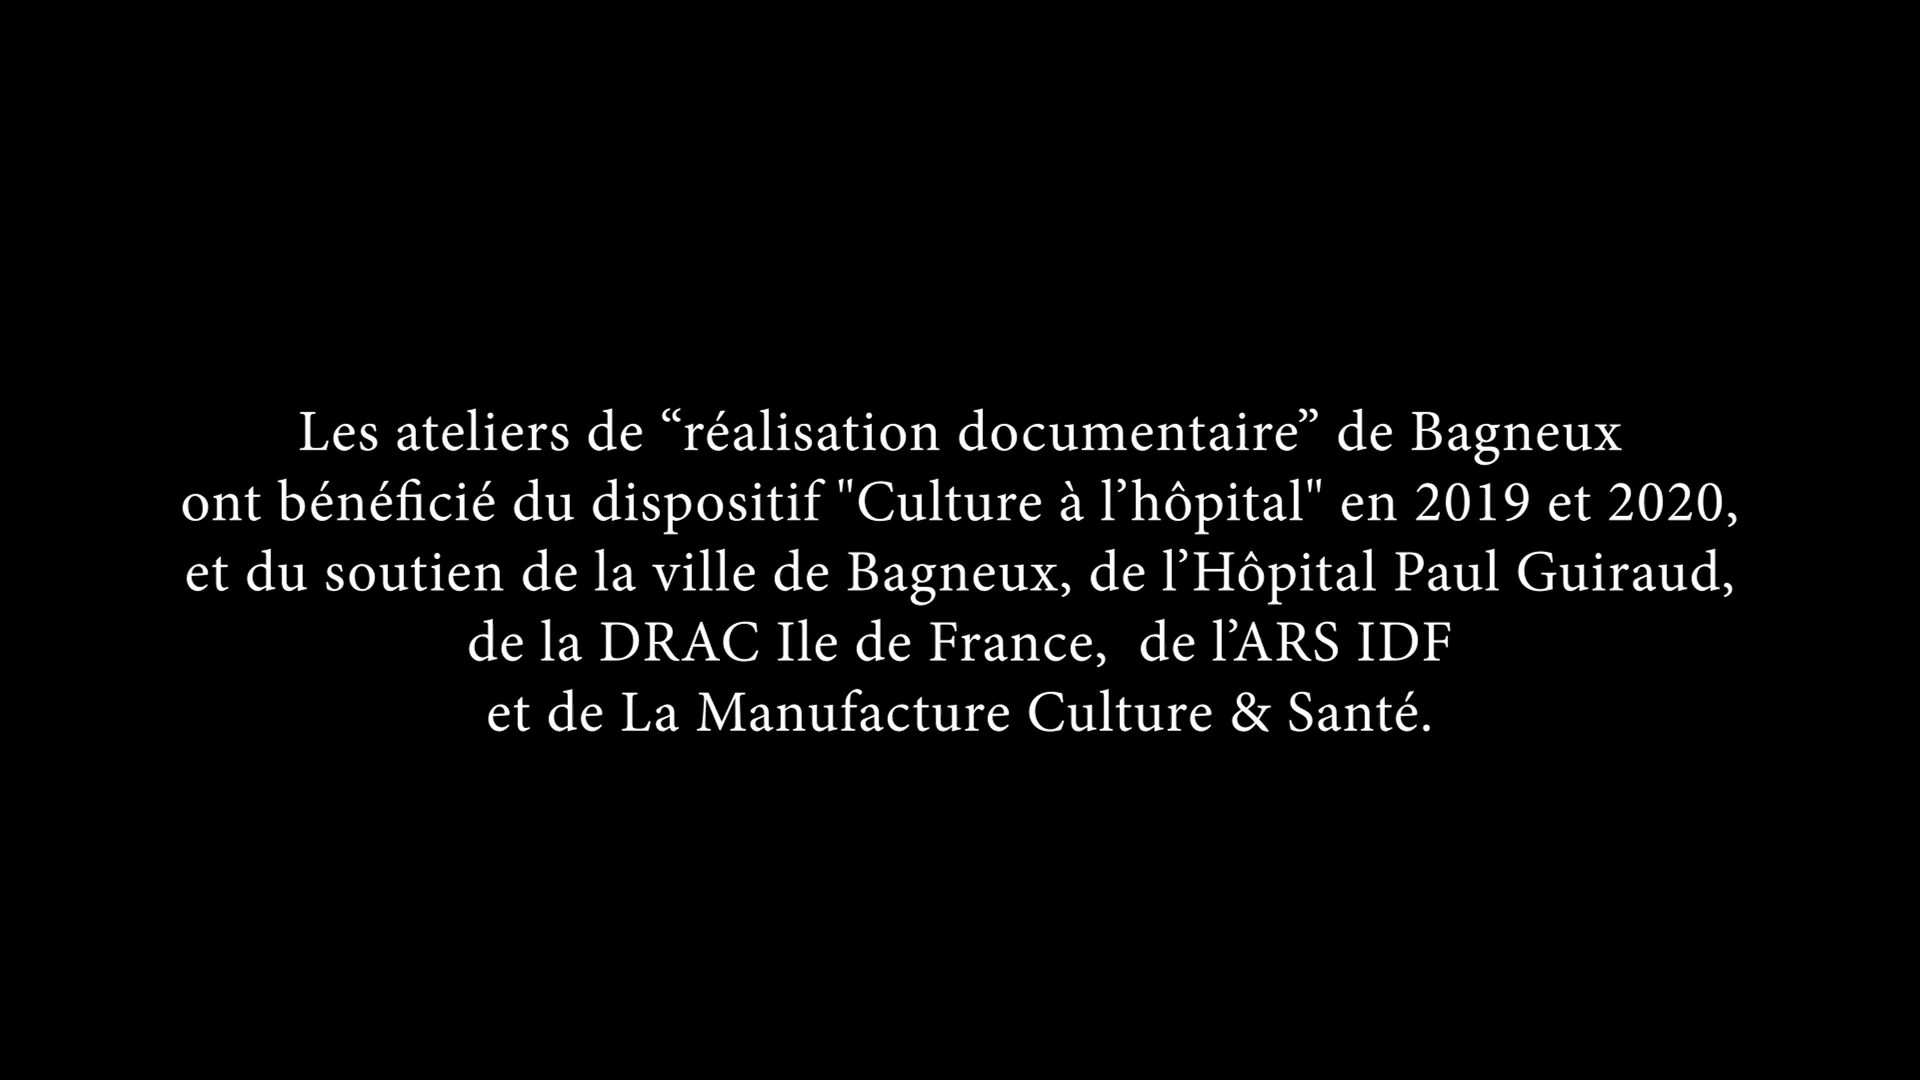 Les ateliers de “réalisation documentaire” de Bagneux
ont bénéficié du dispositif "Culture à l’hôpital" en 2019 et 2020,
et du soutien de la ville de Bagneux, de l’Hôpital Paul Guiraud,
de la DRAC Ile de France,  de l’ARS IDF
et de La Manufacture Culture & Santé.